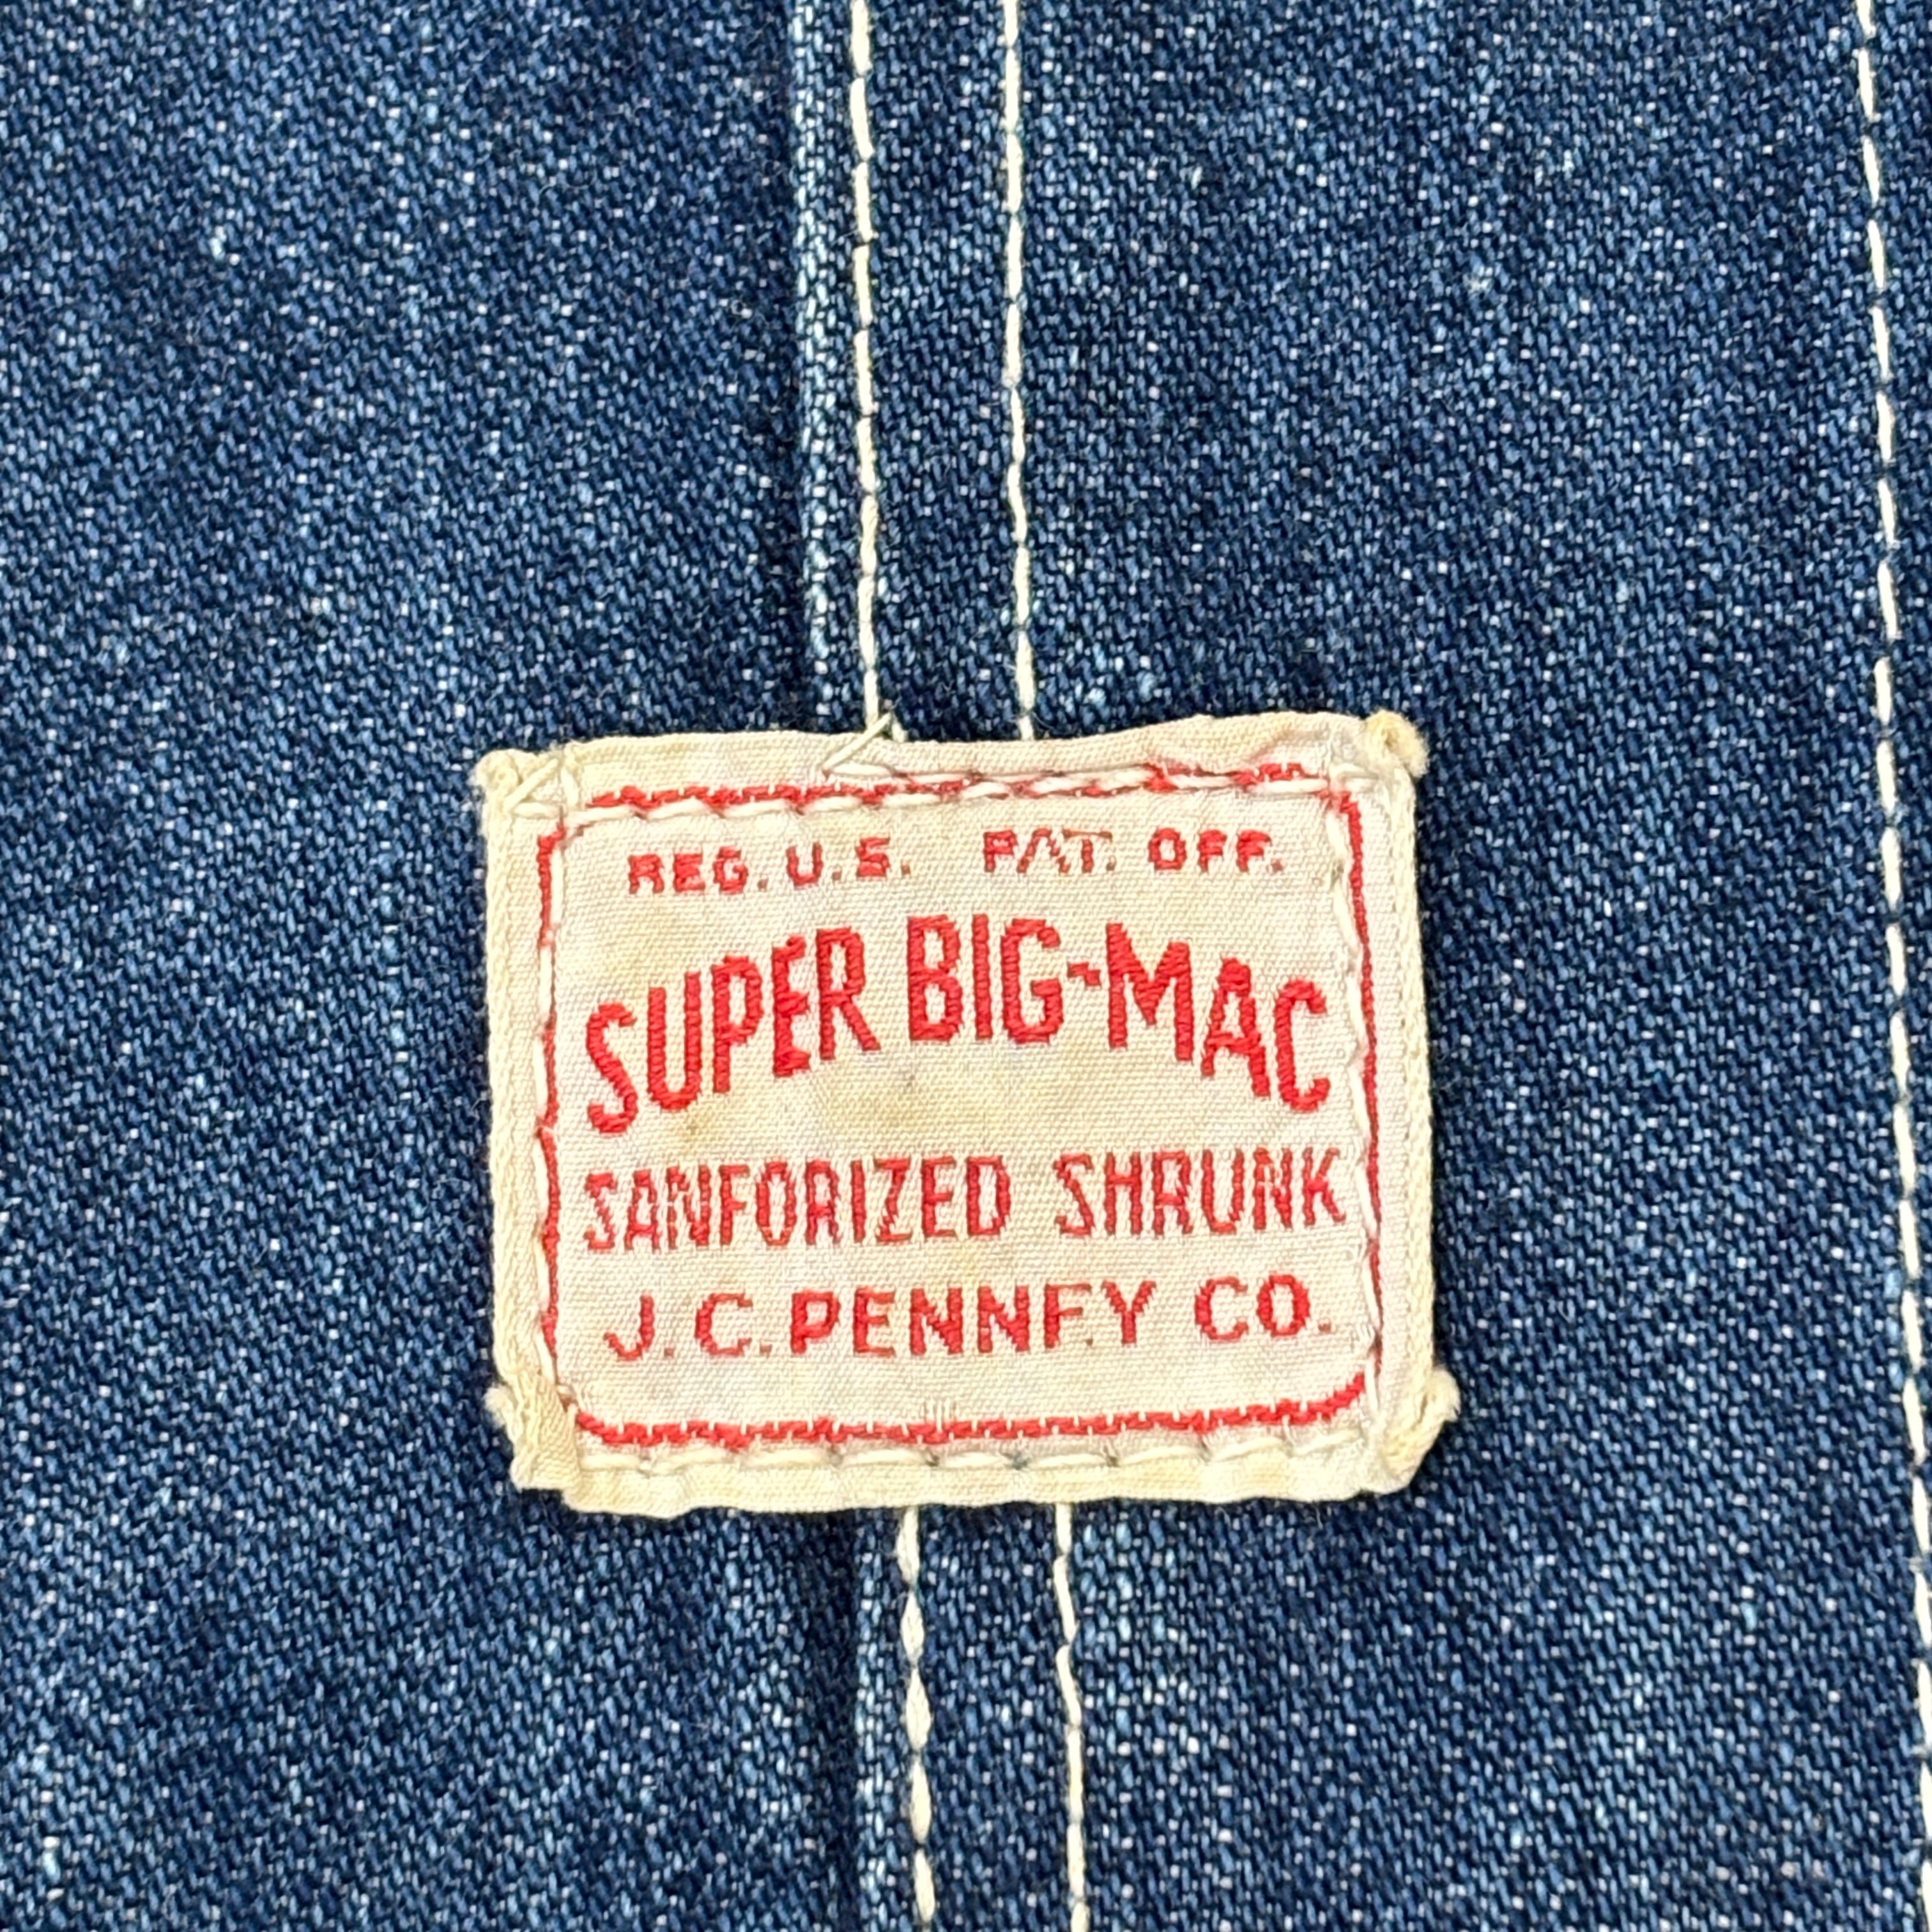 REG. U.S. PAT. OFF.
SUPER BIG-MAC
SANFORIZED SHRUNK
J.C. PENNEY CO.